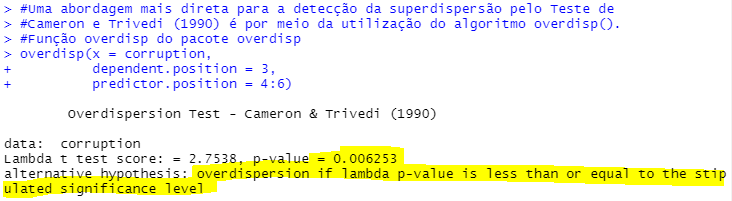 > #Uma abordagem mais direta para a detecção da superdispersão pelo Teste de
> #Cameron e Trivedi (1990) é por meio da utilização do algoritmo overdisp().
> #Função overdisp do pacote overdisp
> overdisp(x = corruption,
+          dependent.position = 3,
+          predictor.position = 4:6)
Overdispersion Test - Cameron & Trivedi (1990)
data:  corruption
Lambda t test score: = 2.7538, p-value = 0.006253
alternative hypothesis: overdispersion if lambda p-value is less than or equal to the stip
ulated significance level